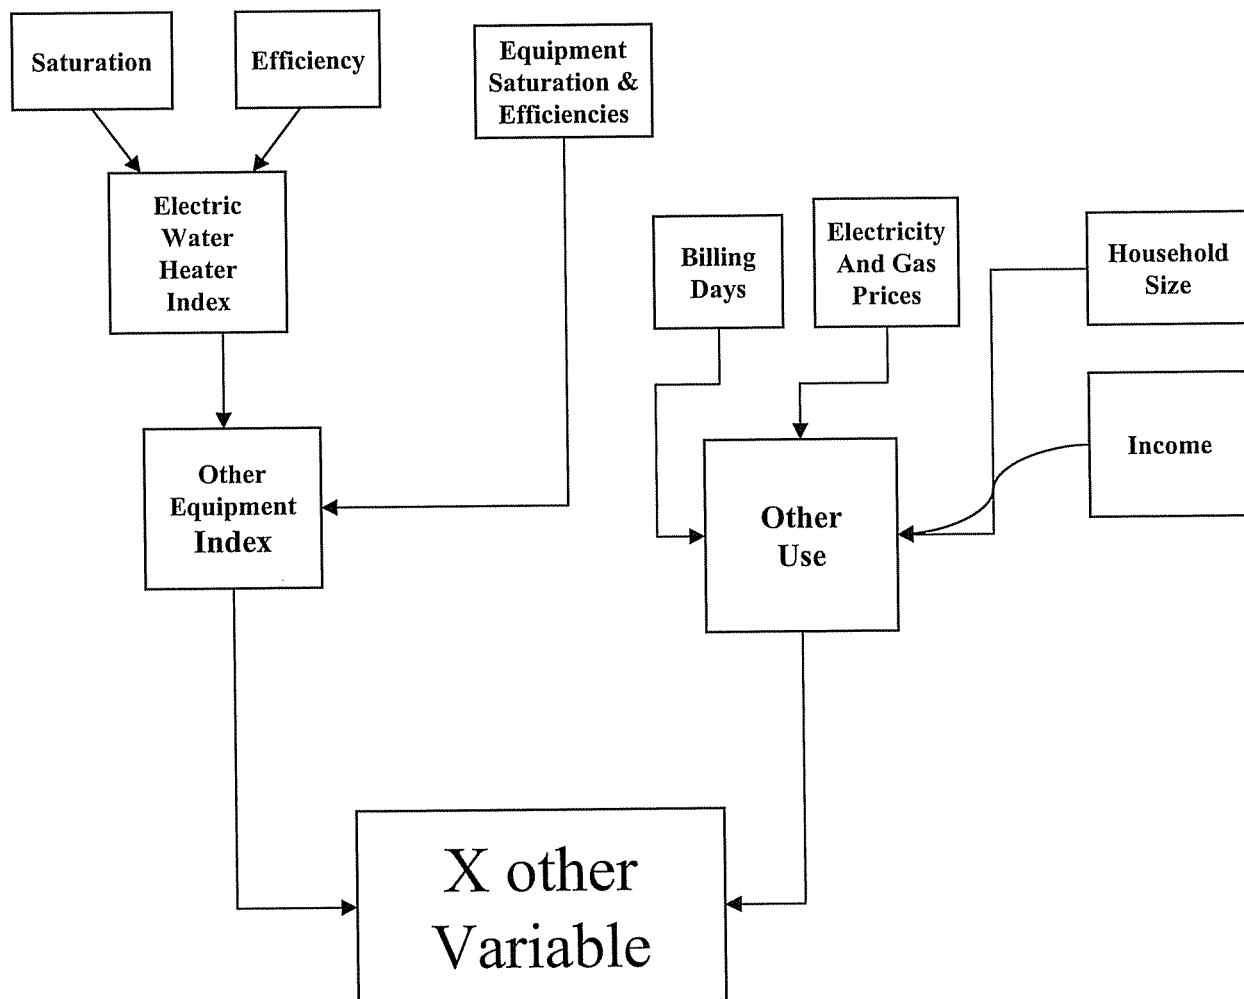 Saturation
Efficiency
Equipment
Saturation &
Efficiencies
Electric
Water
Heater
Index
Billing
Days
Electricity
And Gas
Prices
Household
Size
Income
Other
Equipment
Index
Other
Use
X other
Variable